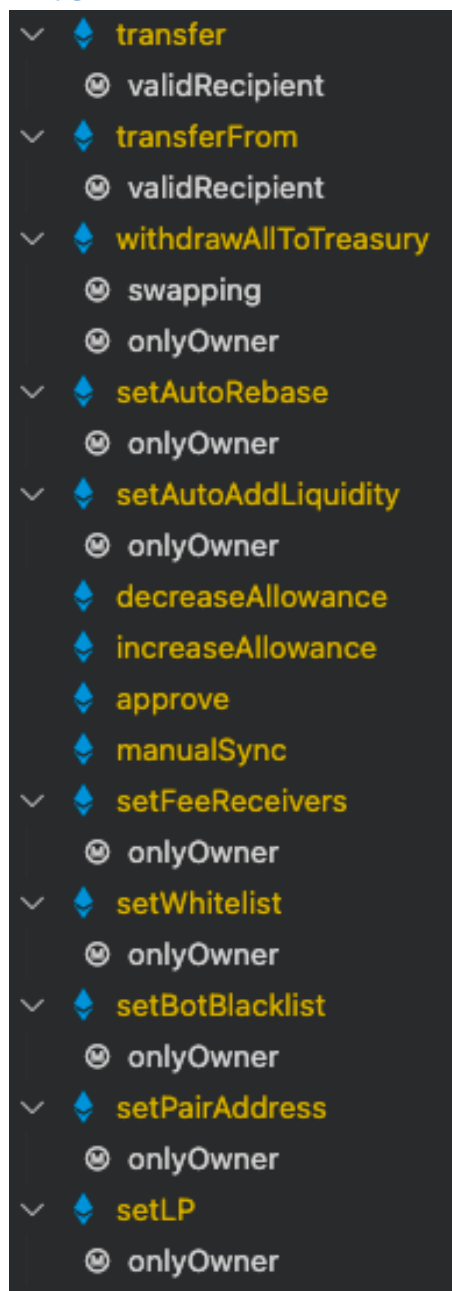 transfer
validRecipient
transferFrom
validRecipient
withdrawAllToTreasury
swapping
onlyOwner
setAutoRebase
onlyOwner
setAutoAddLiquidity
onlyOwner
decreaseAllowance
increaseAllowance
approve
manualSync
setFeeReceivers
onlyOwner
setWhitelist
onlyOwner
setBotBlacklist
onlyOwner
setPairAddress
onlyOwner
setLP
onlyOwner